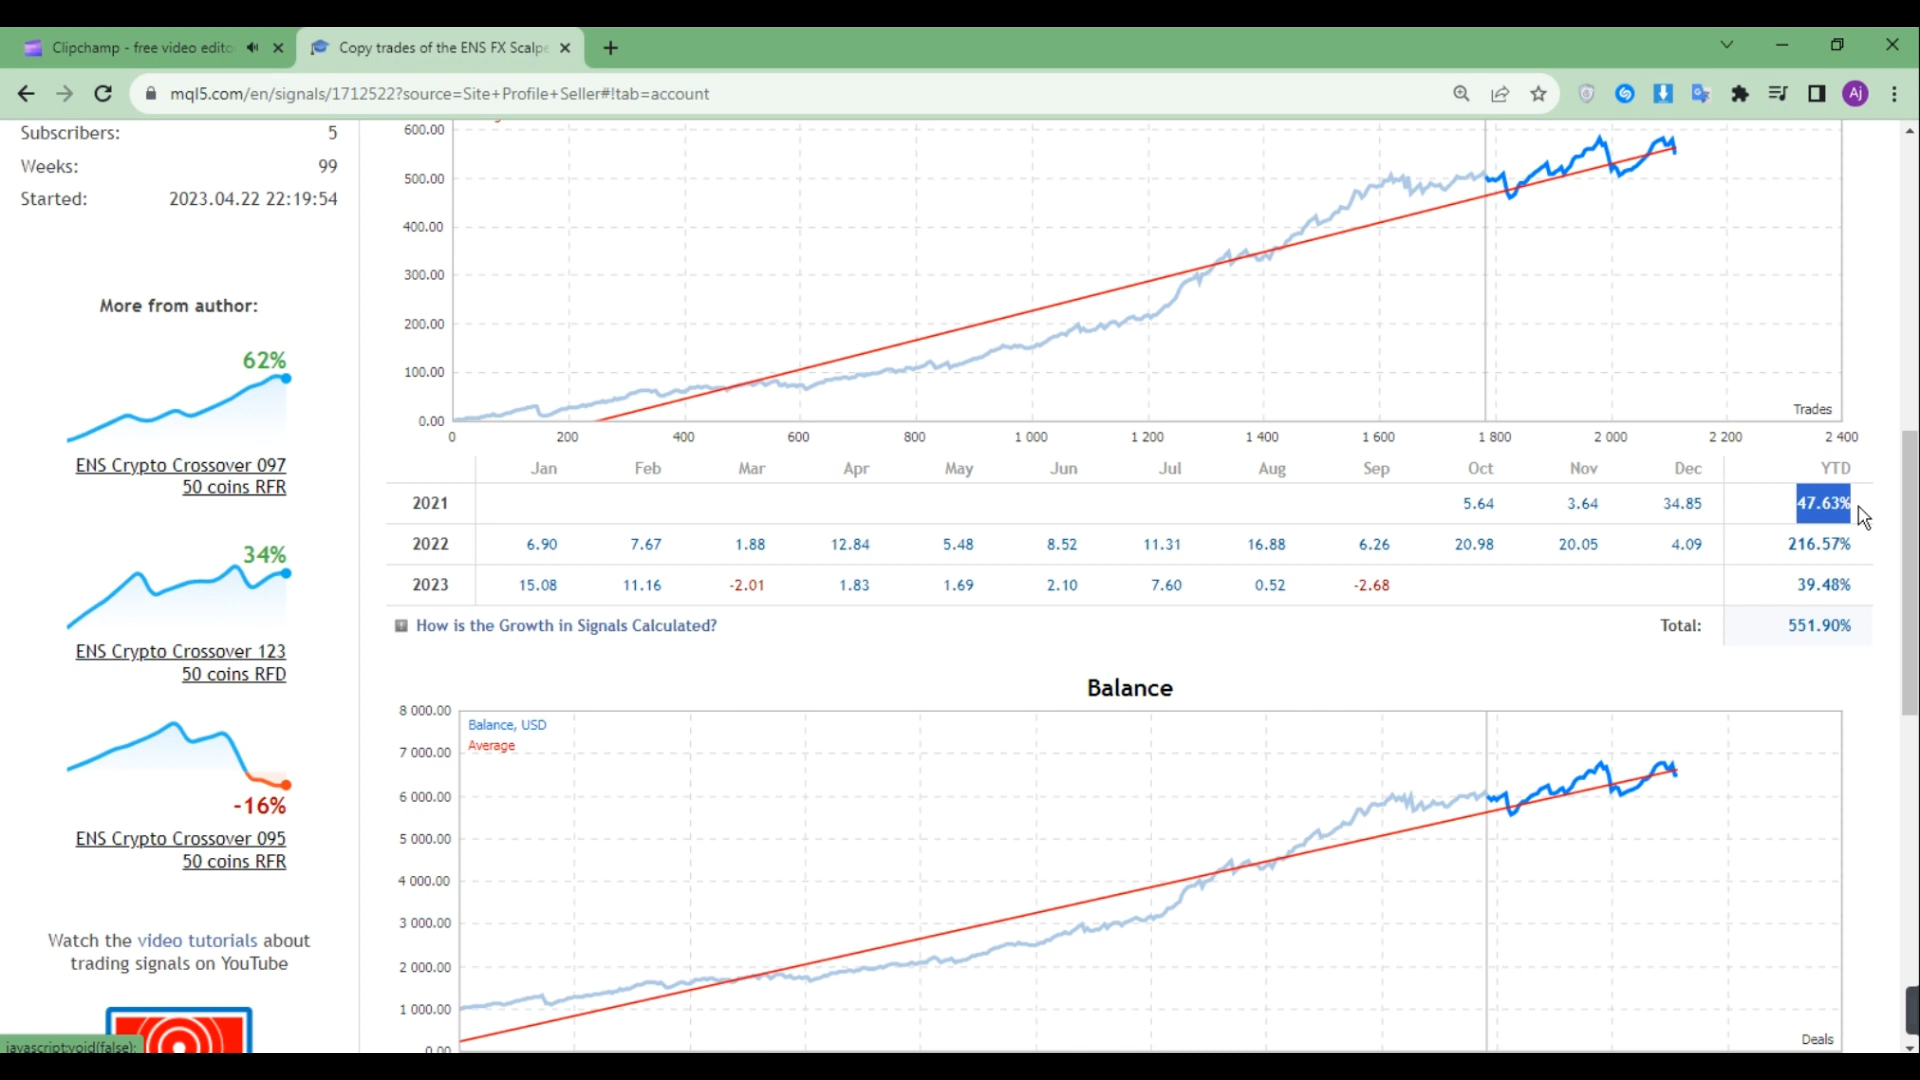 Clipchamp - free video edito
Copy trades of the ENS FX Scalpe
mql5.com/en/signals/1712522?source=Site+Profile+Seller#!tab=account
Aj
Subscribers: 5
Weeks: 99
Started: 2023.04.22 22:19:54
More from author:
62%
ENS Crypto Crossover 097
50 coins RFR
34%
ENS Crypto Crossover 123
50 coins RFD
-16%
ENS Crypto Crossover 095
50 coins RFR
Watch the video tutorials about
trading signals on YouTube
javascript:void(false);
600.00
500.00
400.00
300.00
200.00
100.00
0.00
Trades
0 200 400 600 800 1 000 1 200 1 400 1 600 1 800 2 000 2 200 2 400
Jan Feb Mar Apr May Jun Jul Aug Sep Oct Nov Dec YTD
2021 5.64 3.64 34.85 47.63%
2022 6.90 7.67 1.88 12.84 5.48 8.52 11.31 16.88 6.26 20.98 20.05 4.09 216.57%
2023 15.08 11.16 -2.01 1.83 1.69 2.10 7.60 0.52 -2.68 39.48%
How is the Growth in Signals Calculated? Total: 551.90%
Balance
8 000.00
Balance, USD
Average
7 000.00
6 000.00
5 000.00
4 000.00
3 000.00
2 000.00
1 000.00
0.00
Deals